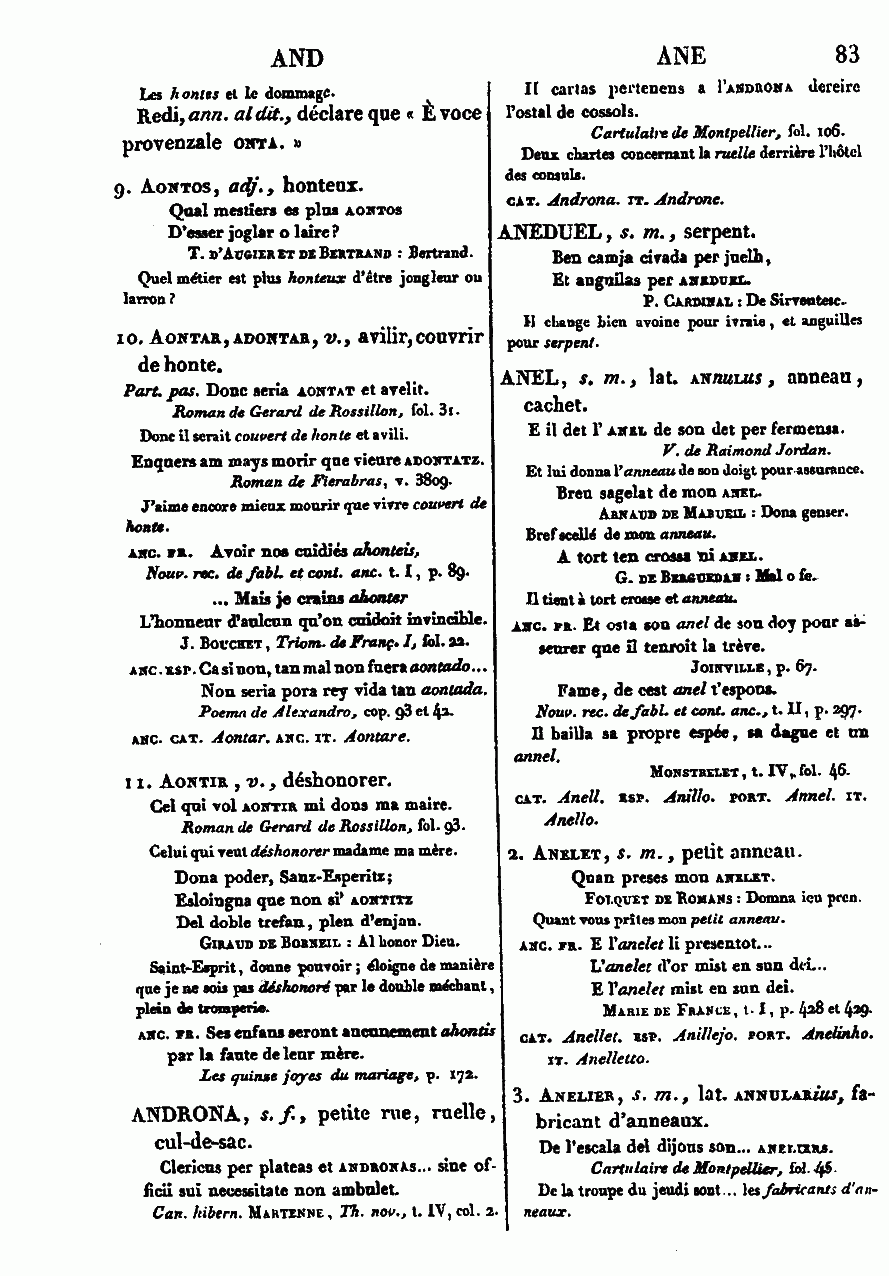 AND
Les hontes et le dommage.
Redi, ann. al dit., déclare que « È voce
provenzale ONTA. »
9. AONTOS, adj., honteux.
Qual mestiers es plus AONTOS
D'esser joglar o laire?
T. D'AUGIER ET DE BERTRAND : Bertrand.
Quel métier est plus honteux d'être jongleur ou
larron?
10. AONTAR, ADONTAR, v., avilir, couvrir
de honte.
Part. pas. Donc seria AONTAT et avelit.
Roman de Gerard de Rossillon, fol. 31.
Donc il serait couvert de honte et avili.
Enquers am mays morir que vieure ADONTATZ.
Roman de Fierabras, v. 3809.
J'aime encore mieux mourir que vivre couvert de
honte.
ANC. FR. Avoir nos cuidiés ahonteis,
Nouv. rec. de fabl. et cont. anc. t. I, p. 89.
... Mais je crains ahonter
L'honneur d'aulcun qu'on cuidoit invincible.
J. BOUCHET, Triom. de Franç. I, fol. 22.
ANC. ESP. Ca si non, tan mal non fuera aontado...
Non seria pora rey vida tan aontada.
Poema de Alexandro, cop. 93 et 42.
ANC. CAT. Aontar. ANC. IT. Aontare.
11. AONTIR, v., déshonorer.
Cel qui vol AONTIR mi dons ma maire.
Roman de Gerard de Rossillon, fol. 93.
Celui qui veut déshonorer madame ma mère.
Dona poder, Sanz-Esperitz;
Esloingna que non si' AONTITZ
Del doble trefan, plen d'enjan.
GIRAUD DE BORNEIL : Al honor Dieu.
Saint-Esprit, donne pouvoir; éloigne de manière
que je ne sois pas déshonoré par le double méchant,
plein de tromperie.
ANC. FR. Ses enfans seront aucunement ahontis
par la faute de leur mère.
Les quinse joyes du mariage, p. 172.
ANDRONA, s. f., petite rue, ruelle,
cul-de-sac.
Clericus per plateas et ANDRONAS... sine of-
ficii sui necessitate non ambulet.
Can. hibern. MARTENNE, Th. nov., t. IV, col. 2.
ANE 83
II cartas pertenens a l'ANDRONA dereire
l'ostal de cossols.
Cartulaire de Montpellier, fol. 106.
Deux chartes concernant la ruelle derrière l'hôtel
des consuls.
CAT. Androna. IT. Androne.
ANEDUEL, s. m., serpent.
Ben camja civada per juelh,
Et anguilas per ANEDUEL.
P. CARDINAL : De Sirventesc.
Il change bien avoine pour ivraie, et anguilles
pour serpent.
ANEL, s. m., lat. ANNULUS, anneau,
cachet.
E il det l' ANEL de son det per fermensa.
V. de Raimond Jordan.
Et lui donna l'anneau de son doigt pour assurance.
Breu sagelat de mon ANEL.
ARNAUD DE MARUEIL : Dona genser.
Bref scellé de mon anneau.
A tort ten crossa ni ANEL.
G. DE BERGUEDAN : Mal o fe.
Il tient à tort crosse et anneau.
ANC. FR. Et osta son anel de son doy pour as-
seurer que il tenroit la trève.
JOINVILLE, p. 67.
Fame, de cest anel t'espous.
Nouv. rec. de fabl. et cont. anc., t. II, p. 297.
Il bailla sa propre espée, sa dague et un
annel.
MONSTRELET, t. IV, fol. 46.
CAT. Anell. ESP. Anillo. PORT. Annel. IT.
Anello.
2. ANELET, s. m., petit anneau.
Quan preses mon ANELET.
FOLQUET DE ROMANS : Domna ieu pren.
Quant vous prîtes mon petit anneau.
ANC. FR. E l'anelet li presentot...
L'anelet d'or mist en sun dei...
E l'anelet mist en sun dei.
MARIE DE FRANCE, t. I, p. 428 et 429.
CAT. Anellet. ESP. Anillejo. PORT. Anelinho.
IT. Anelletto.
3. ANELIER, s. m., lat. ANNULARius, fa-
bricant d'anneaux.
De l'escala del dijous son... ANELIERS.
Cartulaire de Montpellier, fol. 45.
De la troupe du jeudi sont... les fabricants d'an-
neaux.